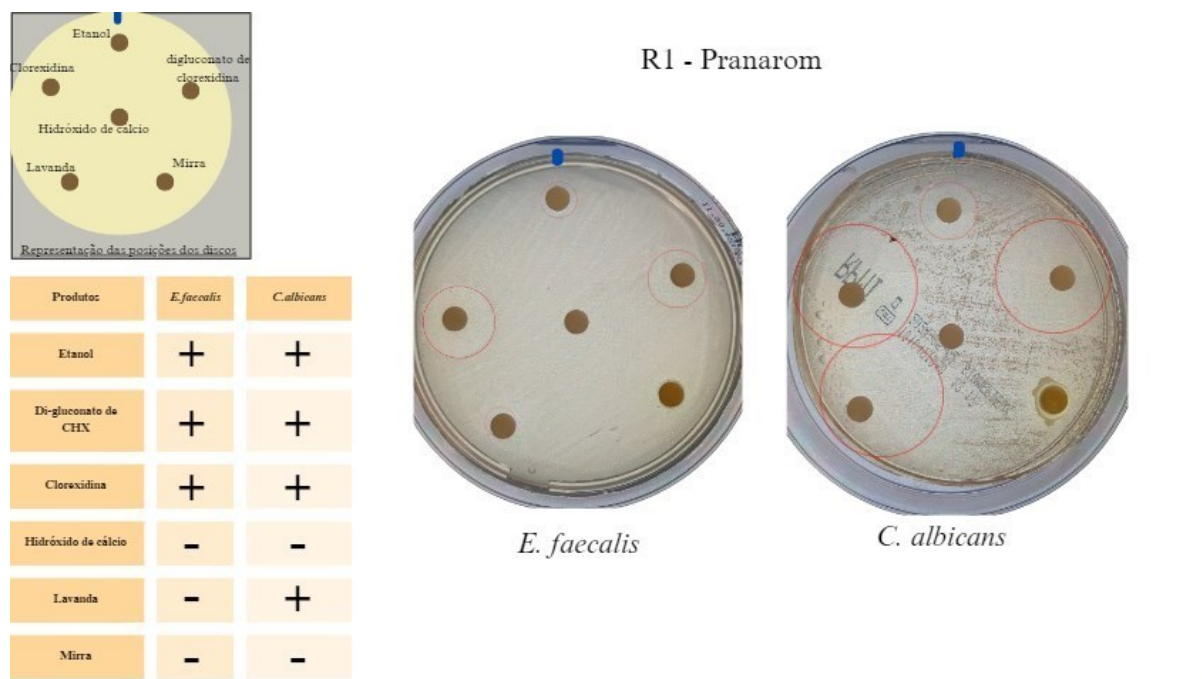 Etanol
Clorexidina
digluconato de
clorexidina
Hidróxido de cálcio
Lavanda
Mirra
Representação das posições dos discos
Produtos E.faecalis C.albicans
Etanol + +
Di-gluconato de
CHX + +
Clorexidina + +
Hidróxido de cálcio - -
Lavanda - +
Mirra - -
R1 - Pranarom
E. faecalis
C. albicans